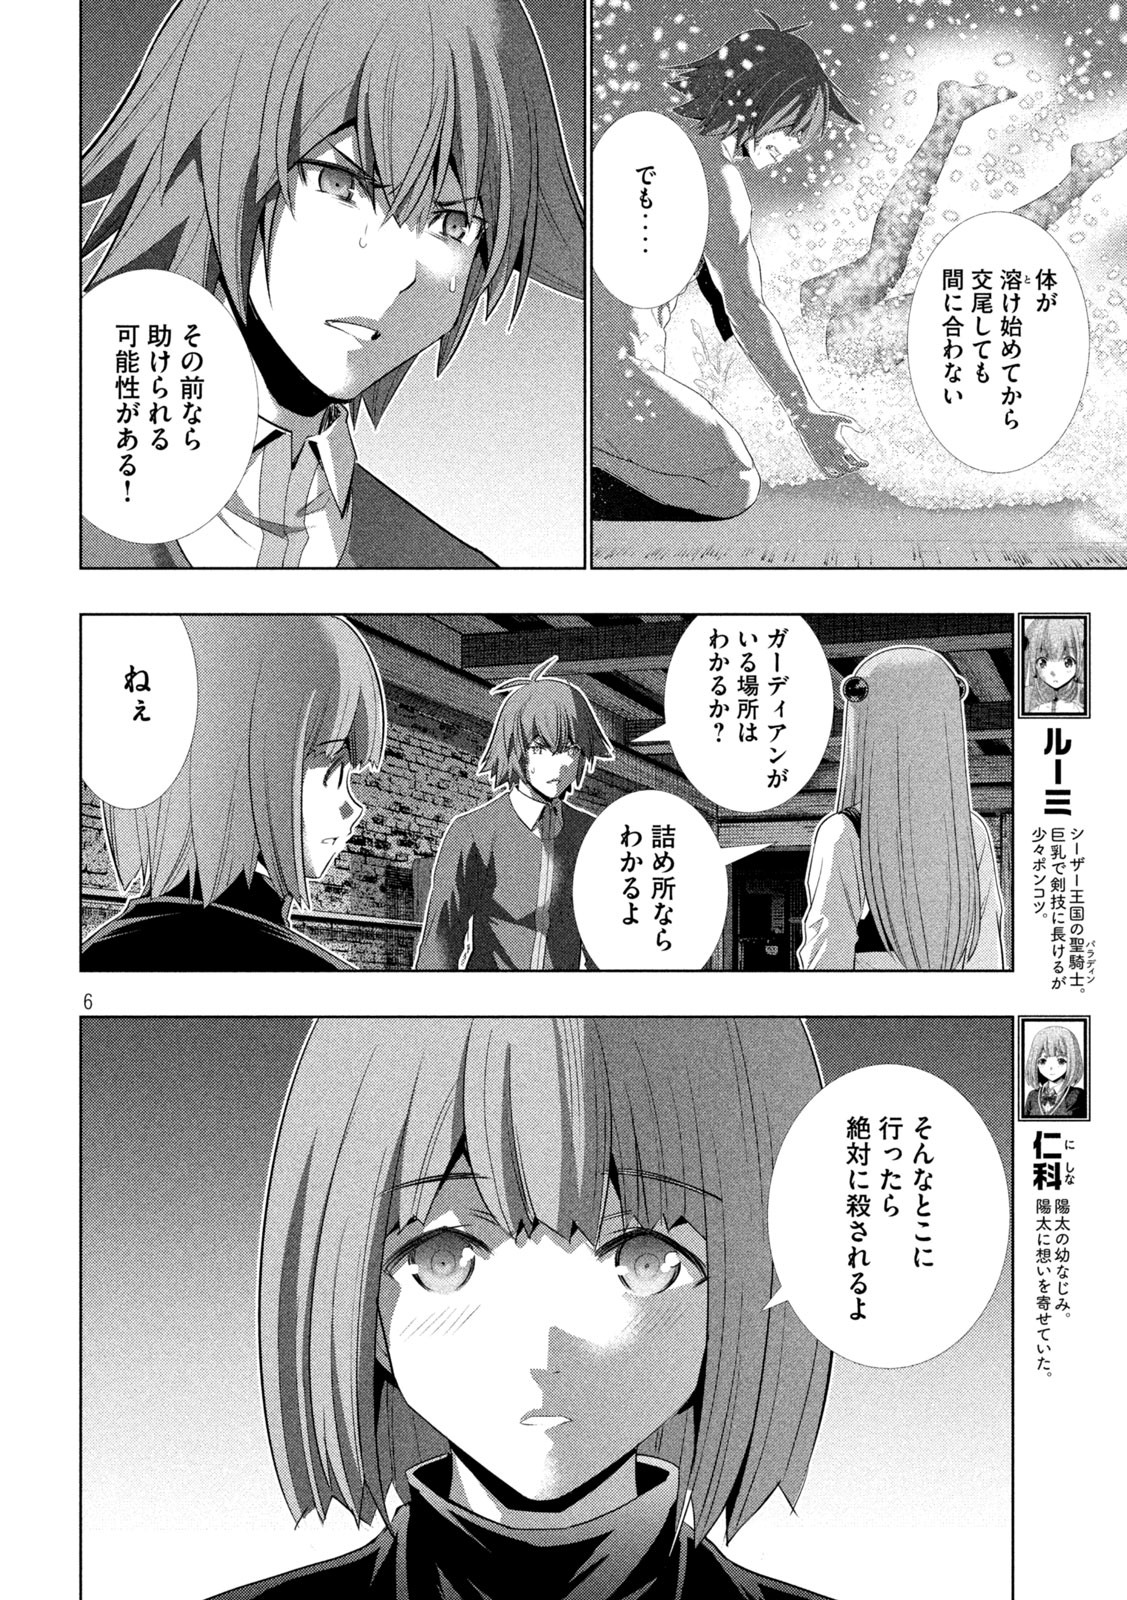 体が
溶け始めてから
と
交尾しても
間に合わない
でも‥‥
その前なら
助けられる
可能性がある！
ガーディアンが
いる場所は
わかるか？
詰め所なら
わかるよ
ねぇ
ルーミ
シーザー王国の聖騎士。
パラディン
巨乳で剣技に長けるが
少々ポンコツ。
6
そんなとこに
行ったら
絶対に殺されるよ
仁科
にしな
陽太の幼なじみ。
陽太に想いを寄せていた。